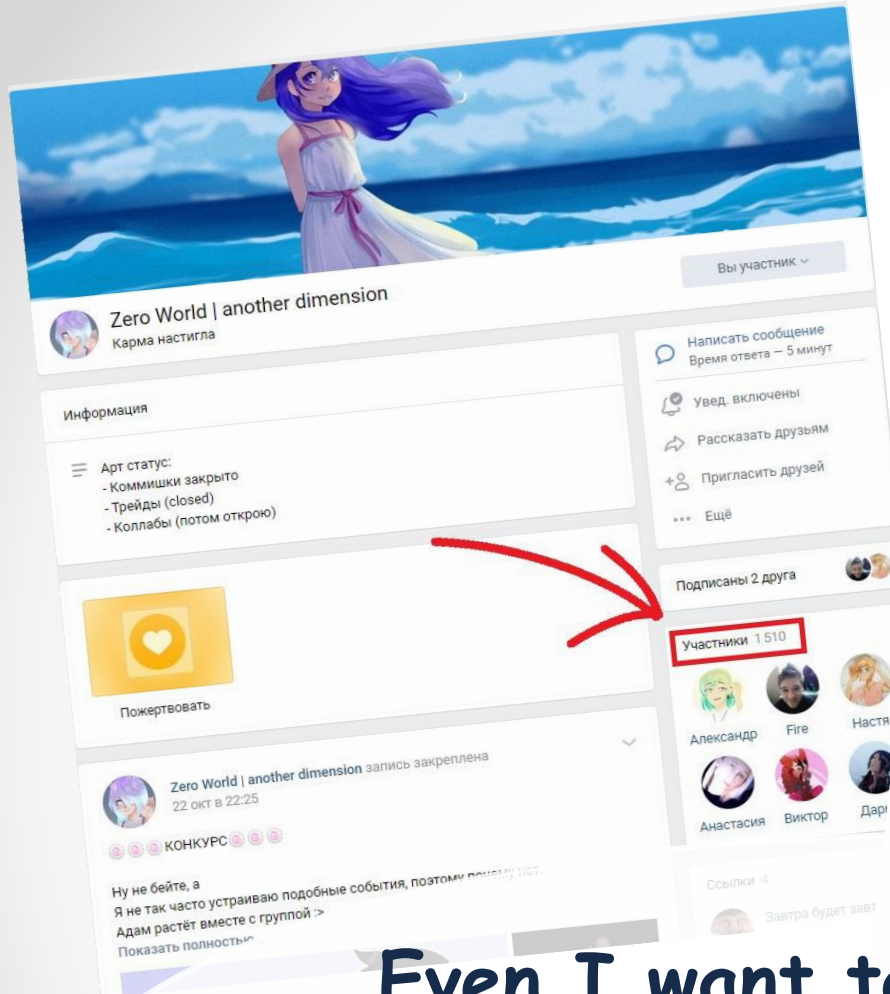 Zero World | another dimension
Карма настигла
Вы участник
Информация
Арт статус:
- Коммишки закрыто
- Трейды (closed)
- Коллабы (потом открою)
Пожертвовать
Zero World | another dimension запись закреплена
22 окт в 22:25
КОНКУРС
Ну не бейте, а
Я не так часто устраиваю подобные события, поэтому почему нет.
Адам растёт вместе с группой :>
Показать полностью...
Написать сообщение
Время ответа — 5 минут
Увед. включены
Рассказать друзьям
Пригласить друзей
Ещё
Подписаны 2 друга
Участники 1 510
Александр Fire Настя
Анастасия Виктор
Ссылки 4
Завтра будет завт
Even I want to